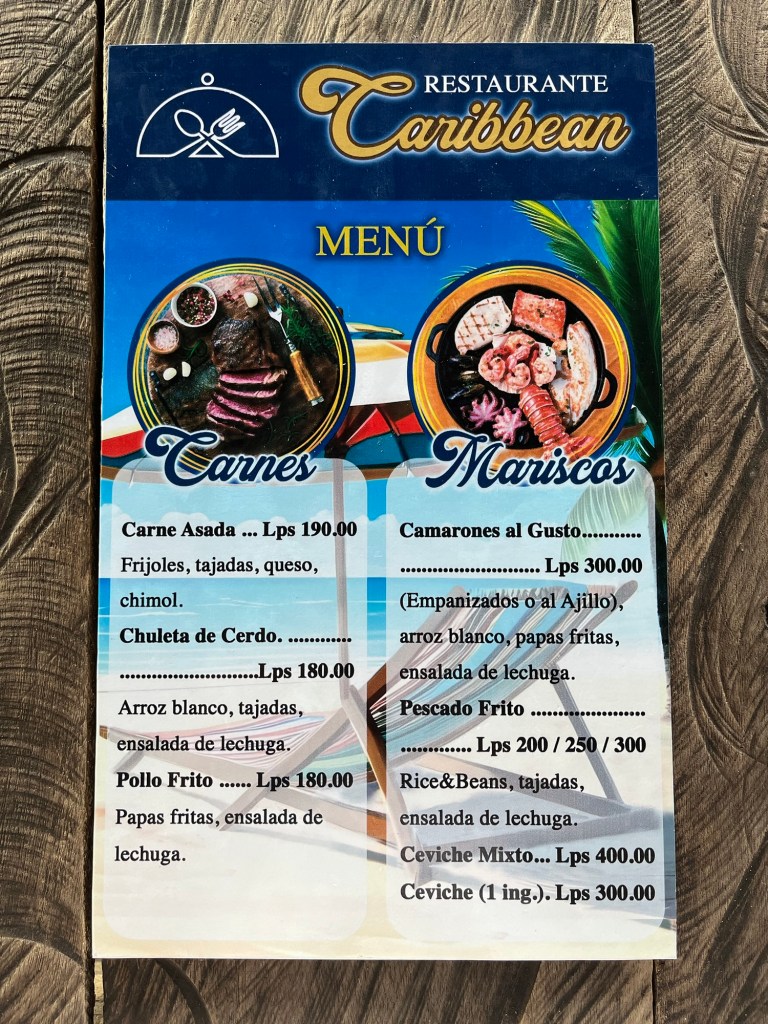 RESTAURANTE
Caribbean
MENÚ
Carnes
Carne Asada ... Lps 190.00
Frijoles, tajadas, queso,
chimol.
Chuleta de Cerdo. ............
..........................Lps 180.00
Arroz blanco, tajadas,
ensalada de lechuga.
Pollo Frito ...... Lps 180.00
Papas fritas, ensalada de
lechuga.
Mariscos
Camarones al Gusto...........
.......................... Lps 300.00
(Empanizados o al Ajillo),
arroz blanco, papas fritas,
ensalada de lechuga.
Pescado Frito .....................
............. Lps 200 / 250 / 300
Rice&Beans, tajadas,
ensalada de lechuga.
Ceviche Mixto... Lps 400.00
Ceviche (1 ing.). Lps 300.00